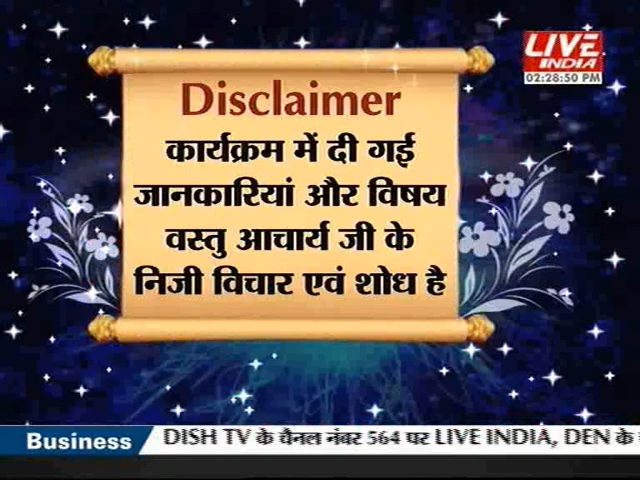 LIVE
INDIA
02:28:50 PM
Disclaimer
कार्यक्रम में दी गई
जानकारियां और विषय
वस्तु आचार्य जी के
निजी विचार एवं शोध है
Business
DISH TV के चैनल नंबर 564 पर LIVE INDIA, DEN के